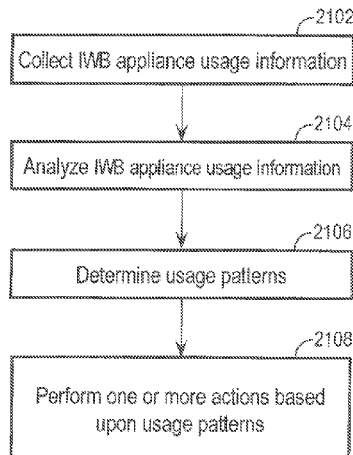 2102
Collect IWB appliance usage information
2104
Analyze IWB appliance usage information
2106
Determine usage patterns
2108
Perform one or more actions based
upon usage patterns